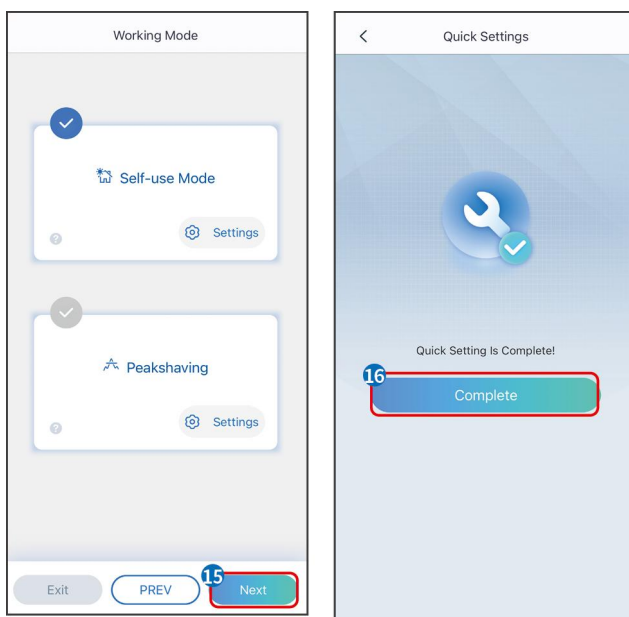 Working Mode
Self-use Mode
?
Settings
Peakshaving
?
Settings
Exit
PREV
15
Next
Quick Settings
Quick Setting Is Complete!
16
Complete